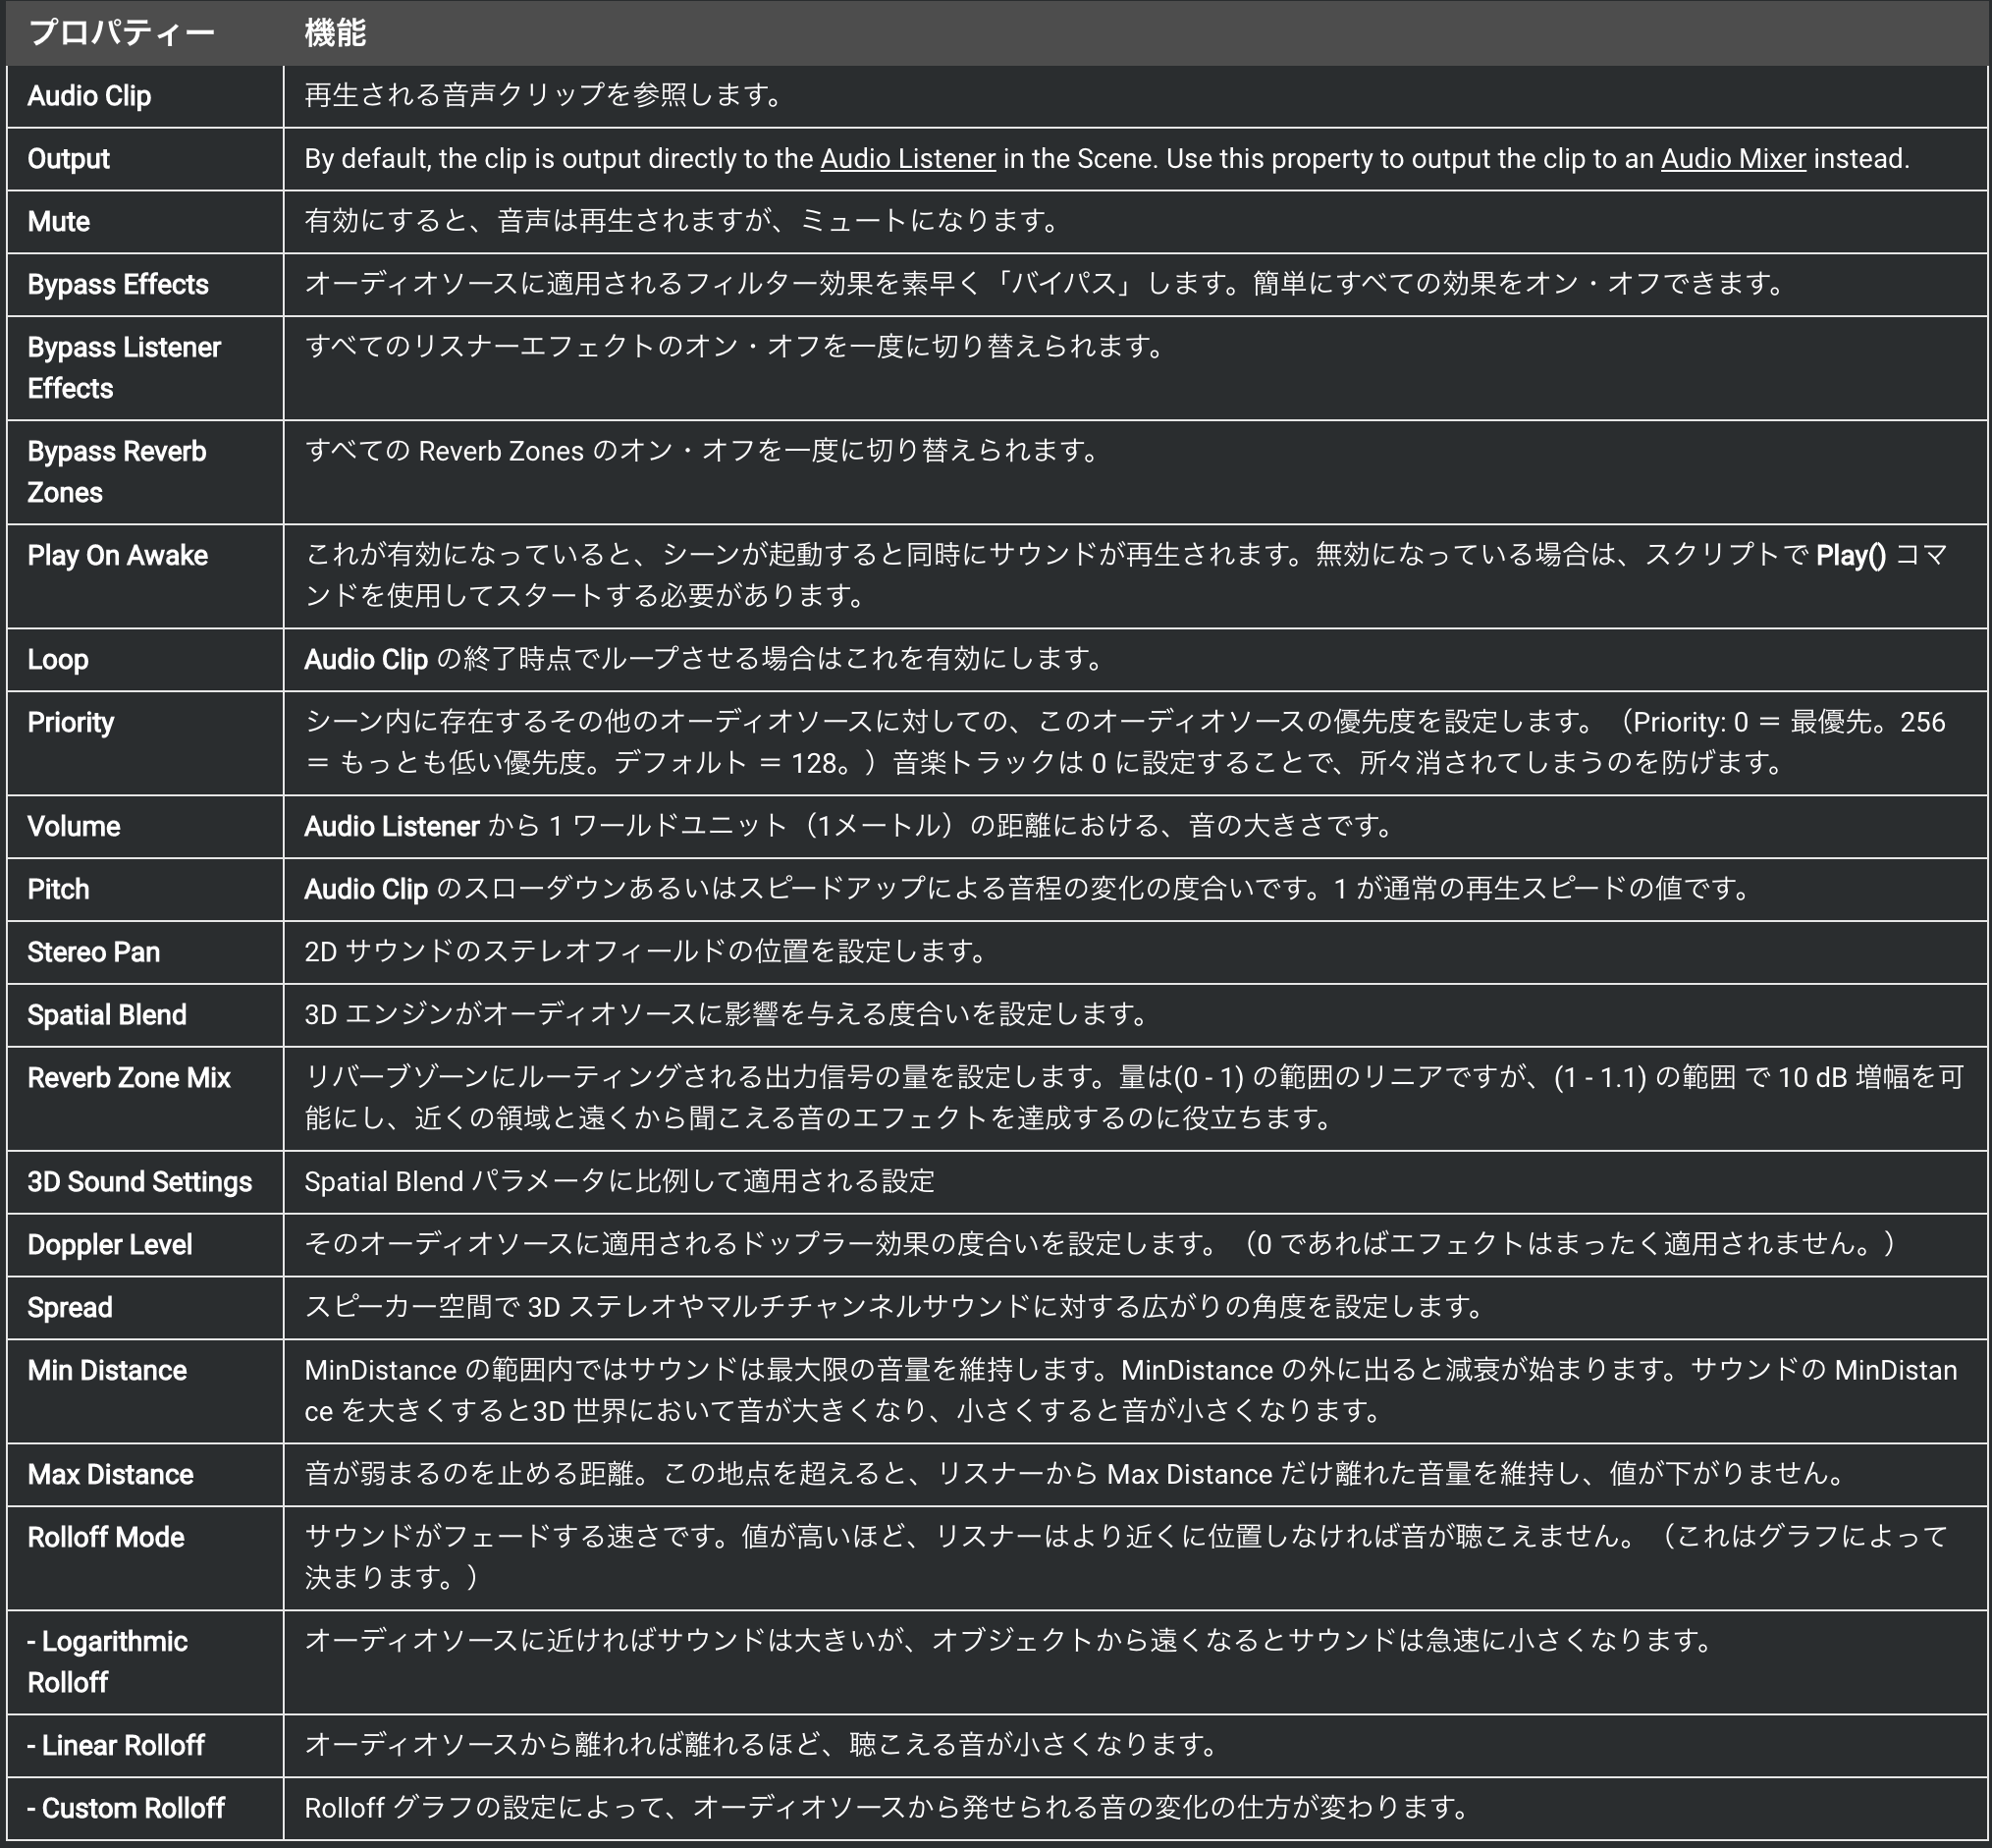 プロパティー 機能
Audio Clip 再生される音声クリップを参照します。
Output By default, the clip is output directly to the Audio Listener in the Scene. Use this property to output the clip to an Audio Mixer instead.
Mute 有効にすると、音声は再生されますが、ミュートになります。
Bypass Effects オーディオソースに適用されるフィルター効果を素早く「バイパス」します。簡単にすべての効果をオン・オフできます。
Bypass Listener
Effects
すべてのリスナーエフェクトのオン・オフを一度に切り替えられます。
Bypass Reverb
Zones
すべての Reverb Zones のオン・オフを一度に切り替えられます。
Play On Awake これが有効になっていると、シーンが起動すると同時にサウンドが再生されます。無効になっている場合は、スクリプトで Play() コマ
ンドを使用してスタートする必要があります。
Loop Audio Clip の終了時点でループさせる場合はこれを有効にします。
Priority シーン内に存在するその他のオーディオソースに対しての、このオーディオソースの優先度を設定します。（Priority: 0 ＝ 最優先。256
＝ もっとも低い優先度。デフォルト ＝ 128。）音楽トラックは 0 に設定することで、所々消されてしまうのを防げます。
Volume Audio Listener から 1 ワールドユニット（1メートル）の距離における、音の大きさです。
Pitch Audio Clip のスローダウンあるいはスピードアップによる音程の変化の度合いです。1 が通常の再生スピードの値です。
Stereo Pan 2D サウンドのステレオフィールドの位置を設定します。
Spatial Blend 3D エンジンがオーディオソースに影響を与える度合いを設定します。
Reverb Zone Mix リバーブゾーンにルーティングされる出力信号の量を設定します。量は(0 - 1) の範囲のリニアですが、(1 - 1.1) の範囲 で 10 dB 増幅を可
能にし、近くの領域と遠くから聞こえる音のエフェクトを達成するのに役立ちます。
3D Sound Settings Spatial Blend パラメータに比例して適用される設定
Doppler Level そのオーディオソースに適用されるドップラー効果の度合いを設定します。（0 であればエフェクトはまったく適用されません。）
Spread スピーカー空間で 3D ステレオやマルチチャンネルサウンドに対する広がりの角度を設定します。
Min Distance MinDistance の範囲内ではサウンドは最大限の音量を維持します。MinDistance の外に出ると減衰が始まります。サウンドの MinDistan
ce を大きくすると3D 世界において音が大きくなり、小さくすると音が小さくなります。
Max Distance 音が弱まるのを止める距離。この地点を超えると、リスナーから Max Distance だけ離れた音量を維持し、値が下がりません。
Rolloff Mode サウンドがフェードする速さです。値が高いほど、リスナーはより近くに位置しなければ音が聴こえません。（これはグラフによって
決まります。）
- Logarithmic
Rolloff
オーディオソースに近ければサウンドは大きいが、オブジェクトから遠くなるとサウンドは急速に小さくなります。
- Linear Rolloff オーディオソースから離れれば離れるほど、聴こえる音が小さくなります。
- Custom Rolloff Rolloff グラフの設定によって、オーディオソースから発せられる音の変化の仕方が変わります。